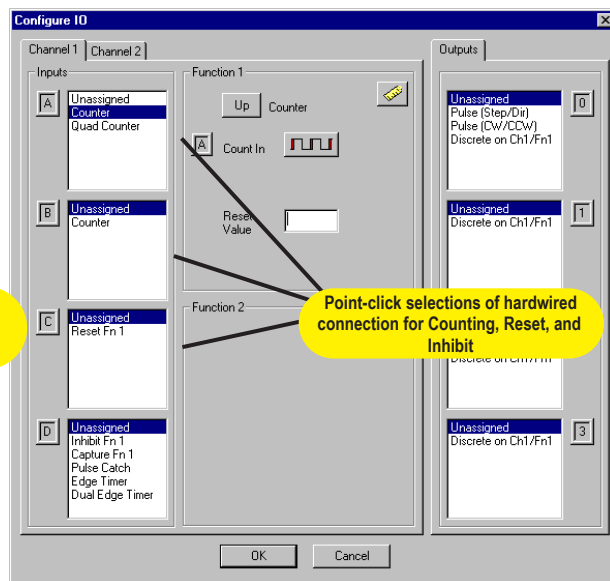 Configure IO
Channel 1
Channel 2
Inputs
A
Unassigned
Counter
Quad Counter
B
Unassigned
Counter
C
Unassigned
Reset Fn 1
D
Unassigned
Inhibit Fn 1
Capture Fn 1
Pulse Catch
Edge Timer
Dual Edge Timer
Function 1
Up
Counter
A
Count In
Reset
Value
Function 2
Point-click selections of hardwired
connection for Counting, Reset, and
Inhibit
Outputs
Unassigned
Pulse (Step/Dir)
Pulse (CW/CCW)
Discrete on Ch1/Fn1
0
Unassigned
Discrete on Ch1/Fn1
1
Discrete on Ch1/Fn1
Unassigned
Discrete on Ch1/Fn1
3
OK
Cancel